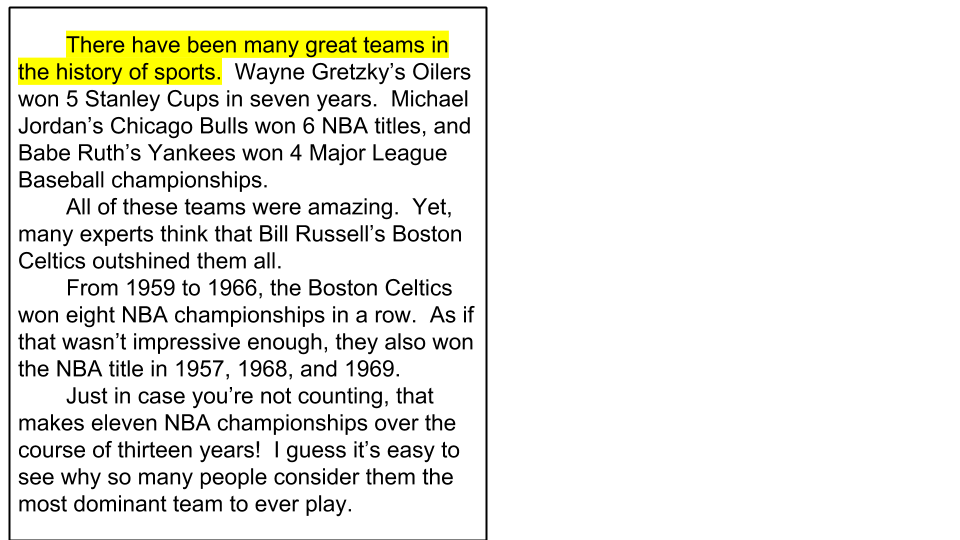 There have been many great teams in
the history of sports.  Wayne Gretzky’s Oilers
won 5 Stanley Cups in seven years.  Michael
Jordan’s Chicago Bulls won 6 NBA titles, and
Babe Ruth’s Yankees won 4 Major League
Baseball championships.
All of these teams were amazing.  Yet,
many experts think that Bill Russell’s Boston
Celtics outshined them all.
From 1959 to 1966, the Boston Celtics
won eight NBA championships in a row.  As if
that wasn’t impressive enough, they also won
the NBA title in 1957, 1968, and 1969.
Just in case you’re not counting, that
makes eleven NBA championships over the
course of thirteen years!  I guess it’s easy to
see why so many people consider them the
most dominant team to ever play.